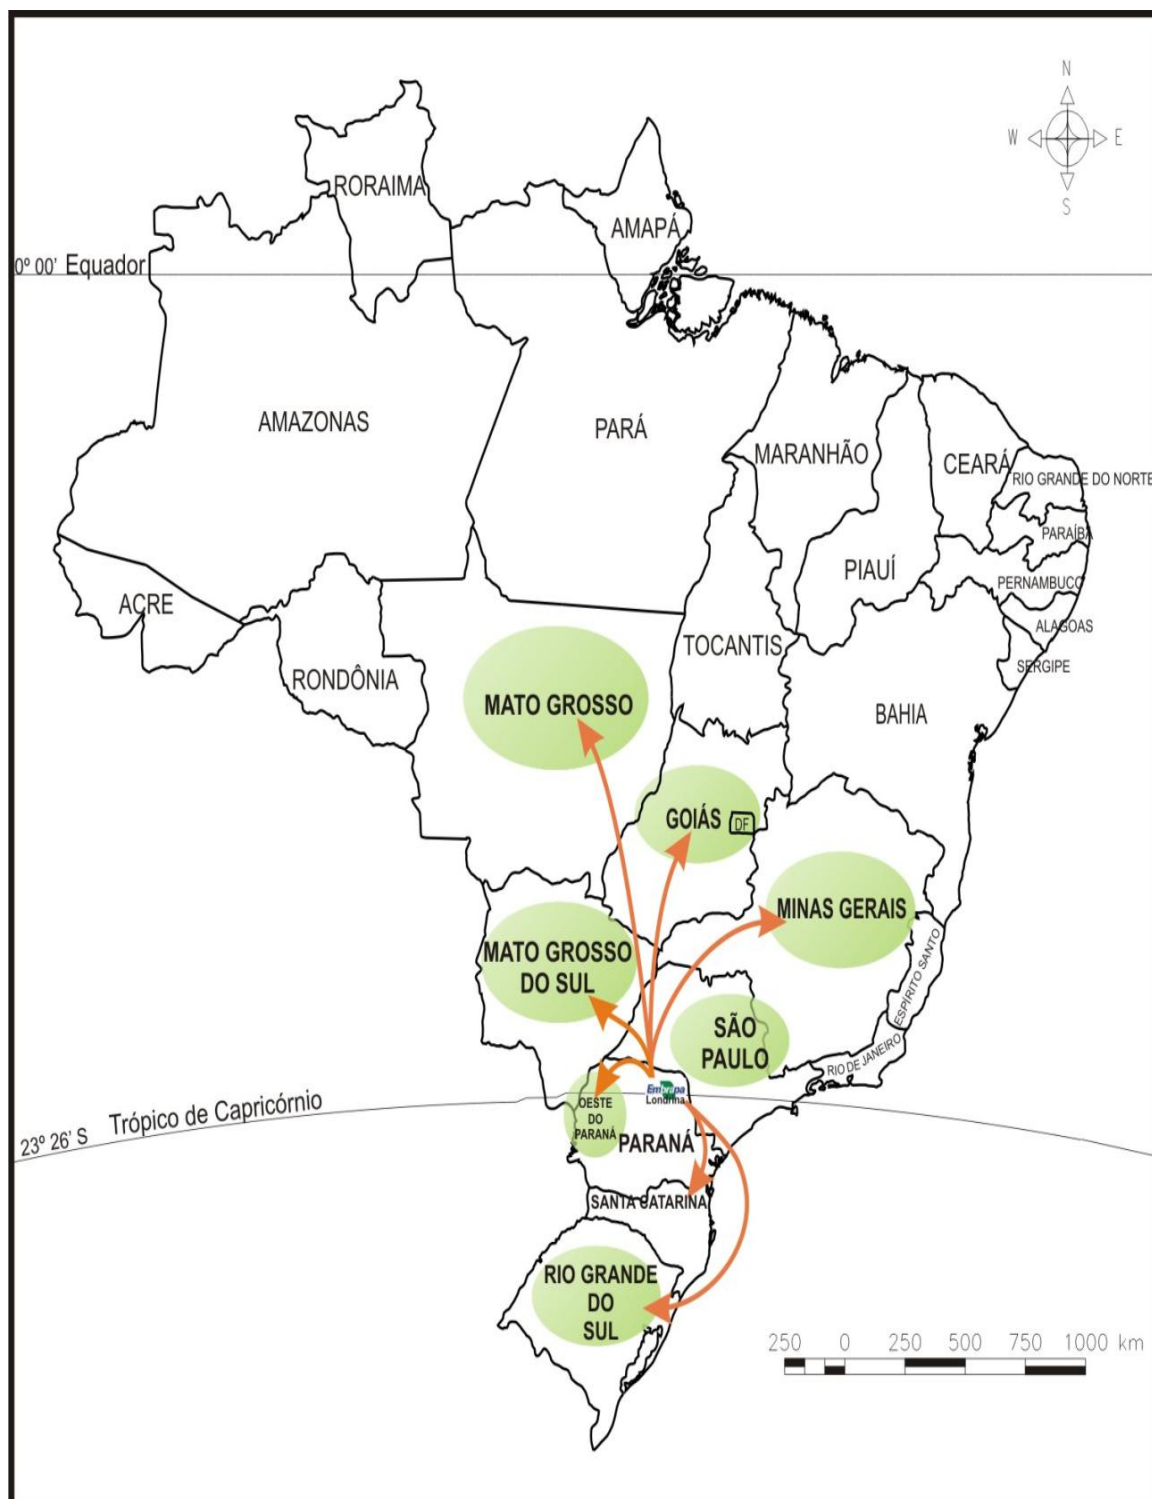 N
W
E
S
RORAIMA
AMAPÁ
0º 00' Equador
AMAZONAS
PARÁ
MARANHÃO
CEARÁ
RIO GRANDE DO NORTE
PARAÍBA
PIAUÍ
PERNAMBUCO
ACRE
ALAGOAS
TOCANTIS
SERGIPE
RONDÔNIA
MATO GROSSO
BAHIA
GOIÁS
DF
MINAS GERAIS
MATO GROSSO
DO SUL
ESPÍRITO SANTO
SÃO
PAULO
RIO DE JANEIRO
Embrapa
Londrina
Trópico de Capricórnio
23º 26' S
OESTE
DO
PARANÁ
PARANÁ
SANTA CATARINA
RIO GRANDE
DO
SUL
250 0 250 500 750 1000 km